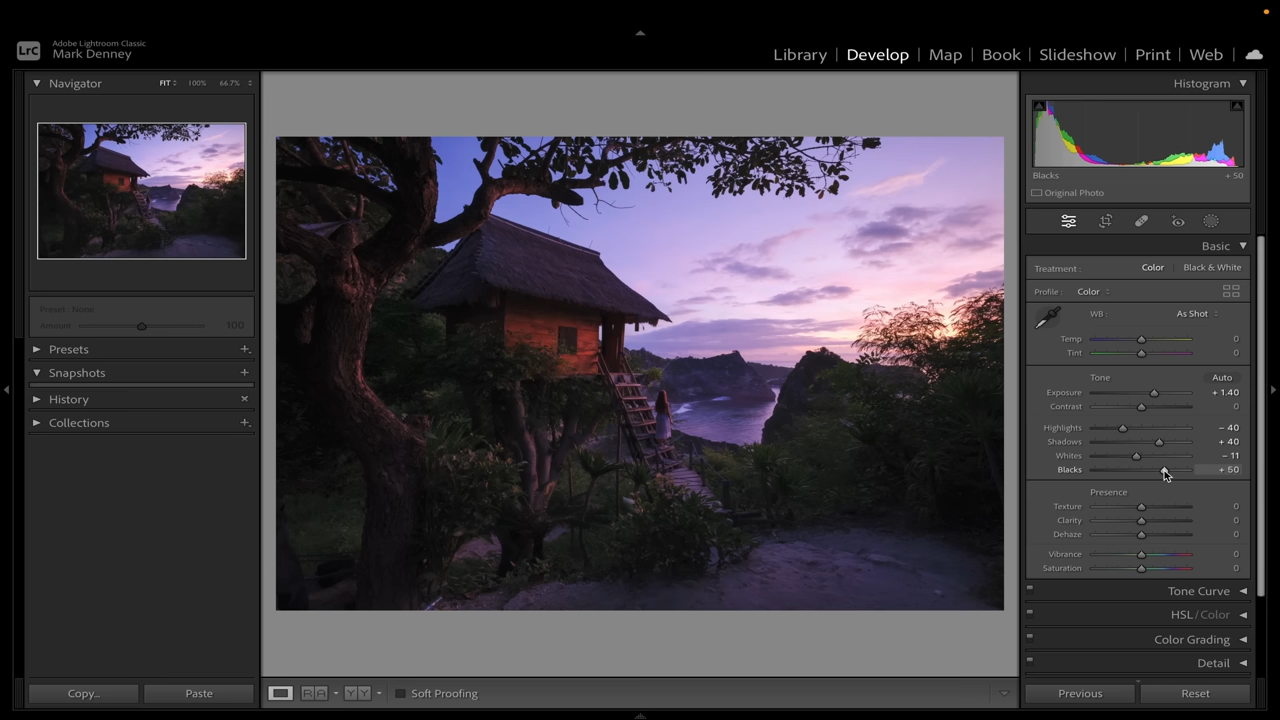 LrC
Adobe Lightroom Classic
Mark Denney
Library | Develop | Map | Book | Slideshow | Print | Web
Navigator
FIT
100%
66.7%
Preset : None
Amount
100
Presets
Snapshots
History
Collections
Copy...
Paste
Soft Proofing
Histogram
Blacks
+ 50
Original Photo
Basic
Treatment :
Color
Black & White
Profile :
Color
WB :
As Shot
Temp
0
Tint
0
Tone
Auto
Exposure
+ 1.40
Contrast
0
Highlights
− 40
Shadows
+ 40
Whites
− 11
Blacks
+ 50
Presence
Texture
0
Clarity
0
Dehaze
0
Vibrance
0
Saturation
0
Tone Curve
HSL / Color
Color Grading
Detail
Previous
Reset